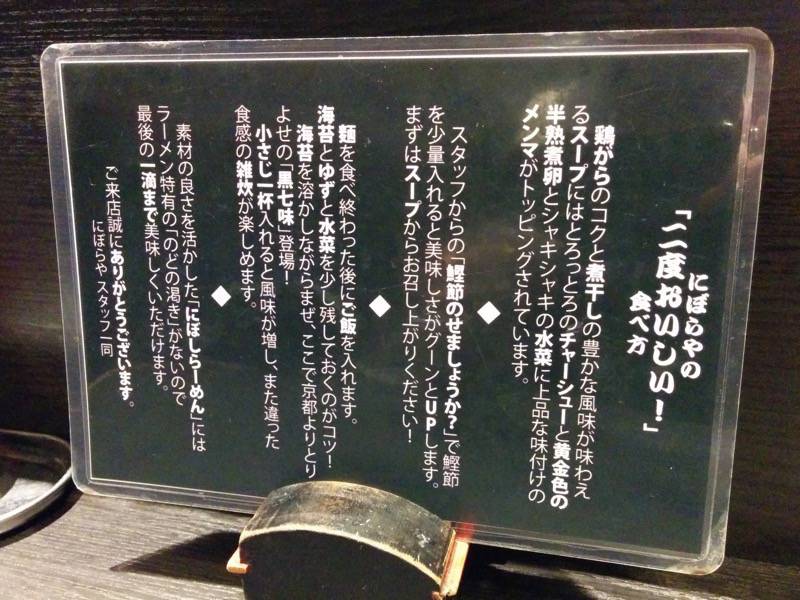 にぼらやの
「二度おいしい！」
食べ方
鶏がらのコクと煮干しの豊かな風味が味わえ
るスープにはとろっとろのチャーシューと黄金色の
半熟煮卵とシャキシャキの水菜に上品な味付けの
メンマがトッピングされています。
◆
スタッフからの「鰹節のせましょうか？」で鰹節
を少量入れると美味しさがグーンとＵＰします。
まずはスープからお召し上がりください！
◆
麺を食べ終わった後にご飯を入れます。
海苔とゆずと水菜を少し残しておくのがコツ！
海苔を溶かしながらまぜ、ここで京都よりとり
よせの「黒七味」登場！
小さじ一杯入れると風味が増し、また違った
食感の雑炊が楽しめます。
◆
素材の良さを活かした「にぼしらーめん」には
ラーメン特有の「のどの渇き」がないので
最後の一滴まで美味しくいただけます。
ご来店誠にありがとうございます。
にぼらや スタッフ一同